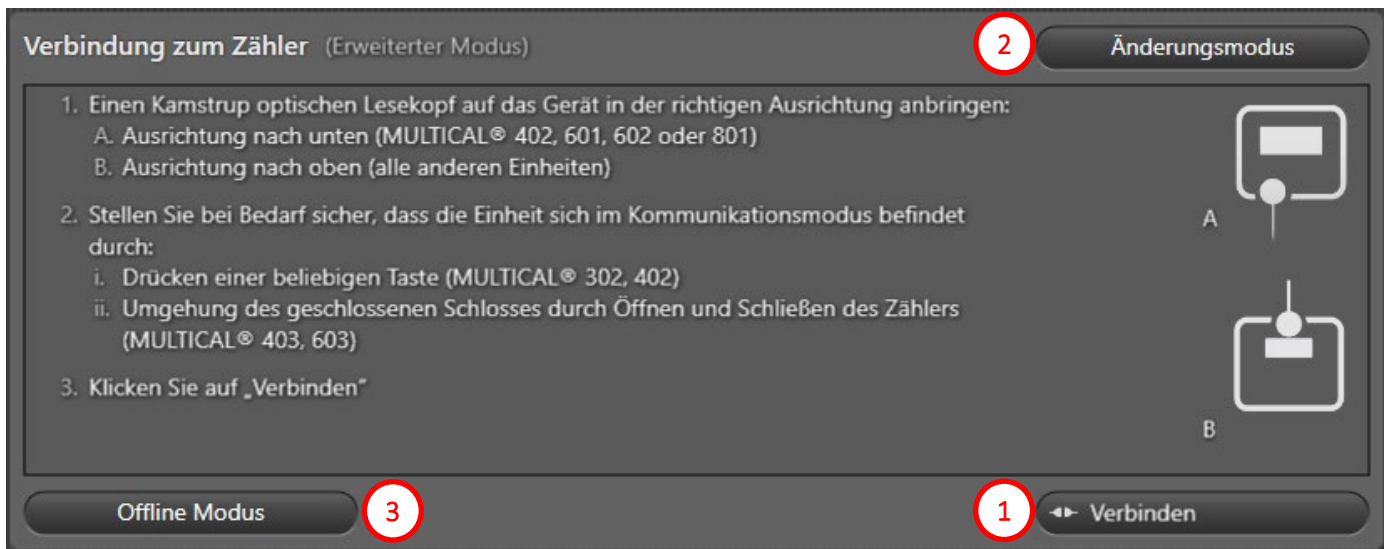 Verbindung zum Zähler (Erweiterter Modus)
2
Änderungsmodus
1. Einen Kamstrup optischen Lesekopf auf das Gerät in der richtigen Ausrichtung anbringen:
A. Ausrichtung nach unten (MULTICAL® 402, 601, 602 oder 801)
B. Ausrichtung nach oben (alle anderen Einheiten)
2. Stellen Sie bei Bedarf sicher, dass die Einheit sich im Kommunikationsmodus befindet
durch:
i. Drücken einer beliebigen Taste (MULTICAL® 302, 402)
ii. Umgehung des geschlossenen Schlosses durch Öffnen und Schließen des Zählers
(MULTICAL® 403, 603)
3. Klicken Sie auf „Verbinden"
A
B
Offline Modus
3
1
Verbinden